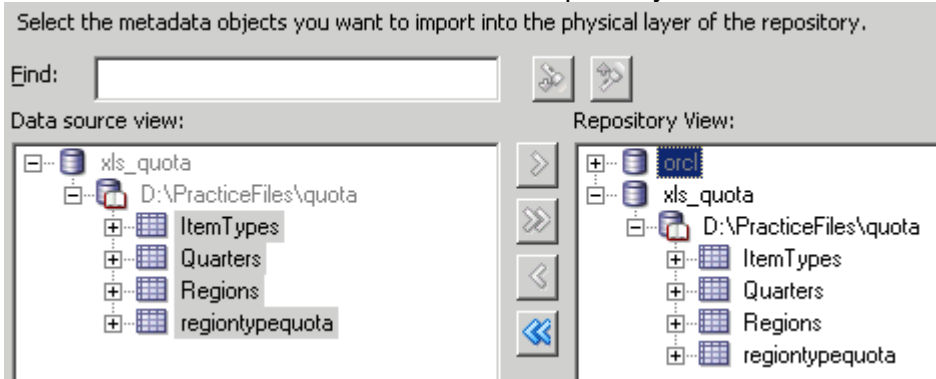 Select the metadata objects you want to import into the physical layer of the repository.
Find:
Data source view:
Repository View:
xls_quota
D:\PracticeFiles\quota
ItemTypes
Quarters
Regions
regiontypequota
orcl
xls_quota
D:\PracticeFiles\quota
ItemTypes
Quarters
Regions
regiontypequota